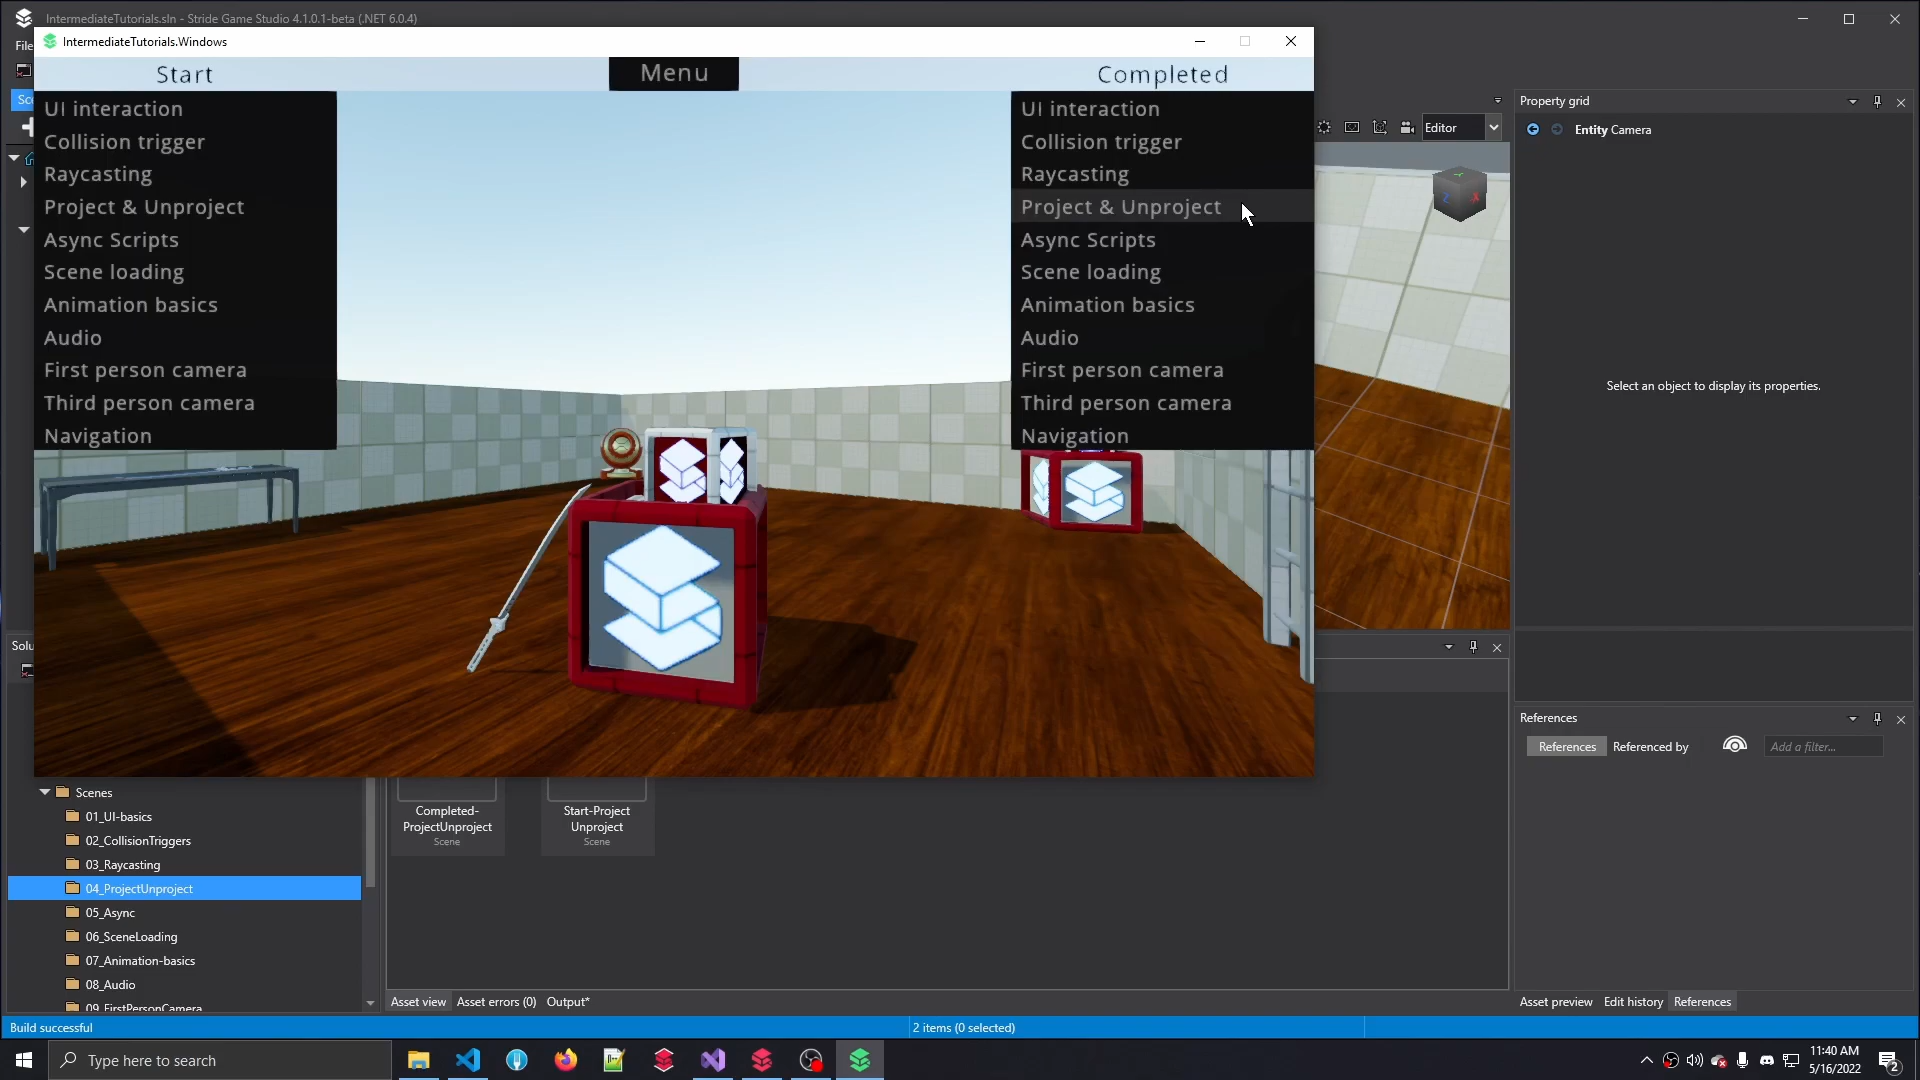 IntermediateTutorials.sln - Stride Game Studio 4.1.0.1-beta (.NET 6.0.4)
File
IntermediateTutorials.Windows
Start
Menu
Completed
UI interaction
Collision trigger
Raycasting
Project & Unproject
Async Scripts
Scene loading
Animation basics
Audio
First person camera
Third person camera
Navigation
UI interaction
Collision trigger
Raycasting
Project & Unproject
Async Scripts
Scene loading
Animation basics
Audio
First person camera
Third person camera
Navigation
Editor
Property grid
Entity Camera
Select an object to display its properties.
Scenes
01_UI-basics
02_CollisionTriggers
03_Raycasting
04_ProjectUnproject
05_Async
06_SceneLoading
07_Animation-basics
08_Audio
09_FirstPersonCamera
Completed-
ProjectUnproject
Scene
Start-Project
Unproject
Scene
References
References Referenced by Add a filter...
Asset view Asset errors (0) Output*
Asset preview Edit history References
Build successful
2 items (0 selected)
Type here to search
11:40 AM
5/16/2022
2